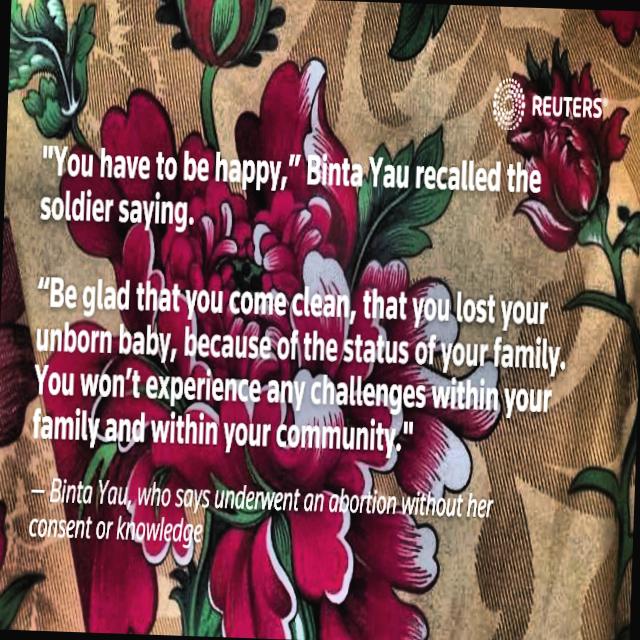 REUTERS
"You have to be happy,” Binta Yau recalled the
soldier saying.
“Be glad that you come clean, that you lost your
unborn baby, because of the status of your family.
You won’t experience any challenges within your
family and within your community."
– Binta Yau, who says underwent an abortion without her
consent or knowledge